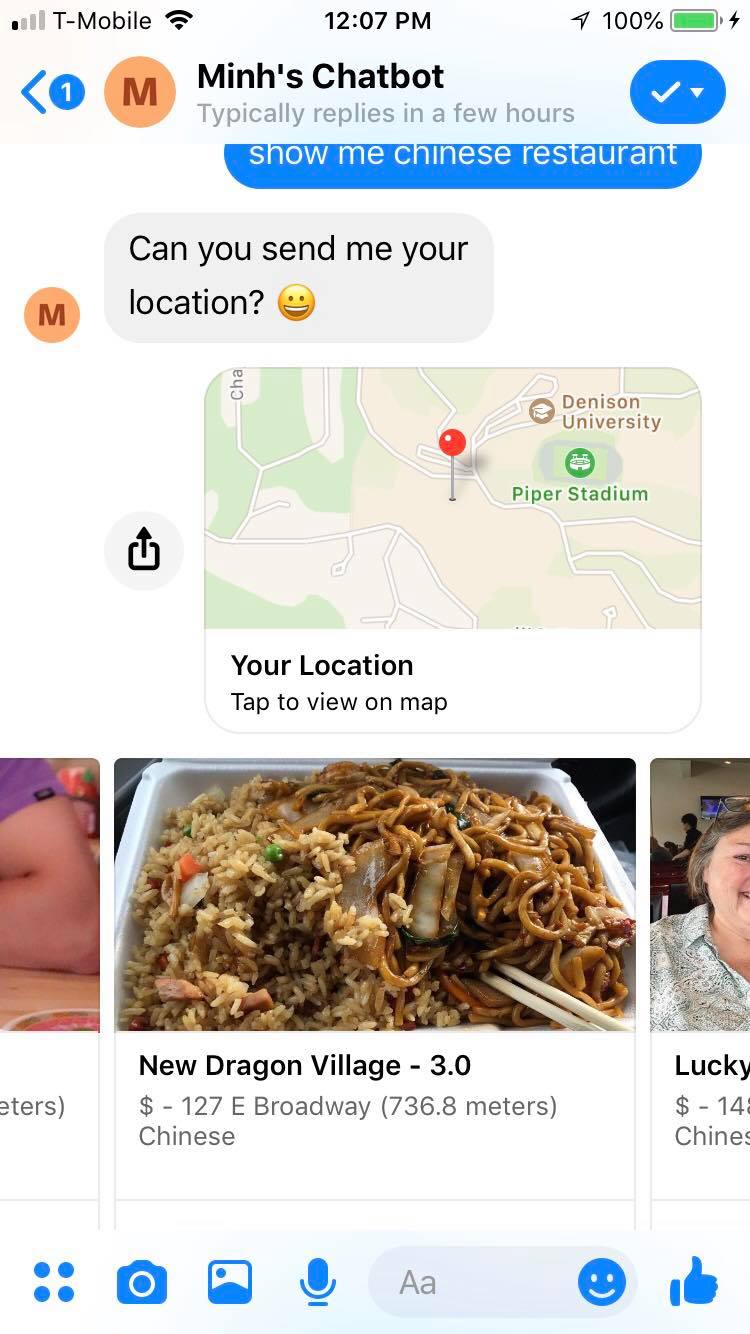 T-Mobile 12:07 PM 100%
1 M Minh's Chatbot
Typically replies in a few hours
show me chinese restaurant
Can you send me your
location? 😀
M
Cha
Denison
University
Piper Stadium
Your Location
Tap to view on map
New Dragon Village - 3.0
Lucky
eters)
$ - 127 E Broadway (736.8 meters)
$ - 148
Chinese
Chines
Aa